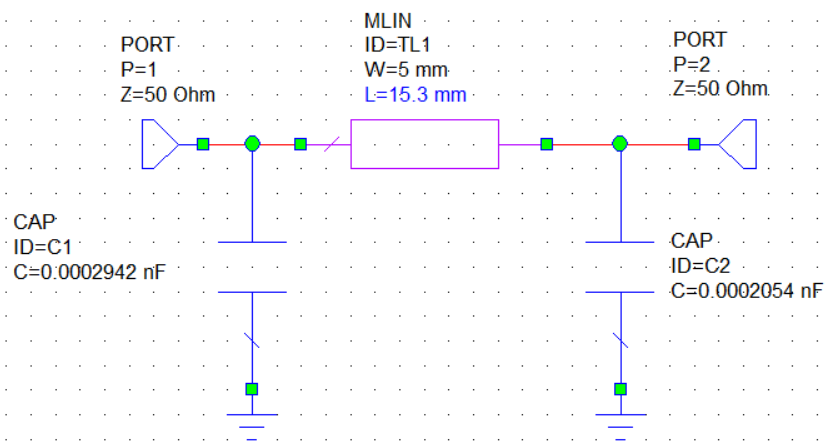 MLIN
ID=TL1
W=5 mm
L=15.3 mm
PORT
P=1
Z=50 Ohm
PORT
P=2
Z=50 Ohm
CAP
ID=C1
C=0.0002942 nF
CAP
ID=C2
C=0.0002054 nF